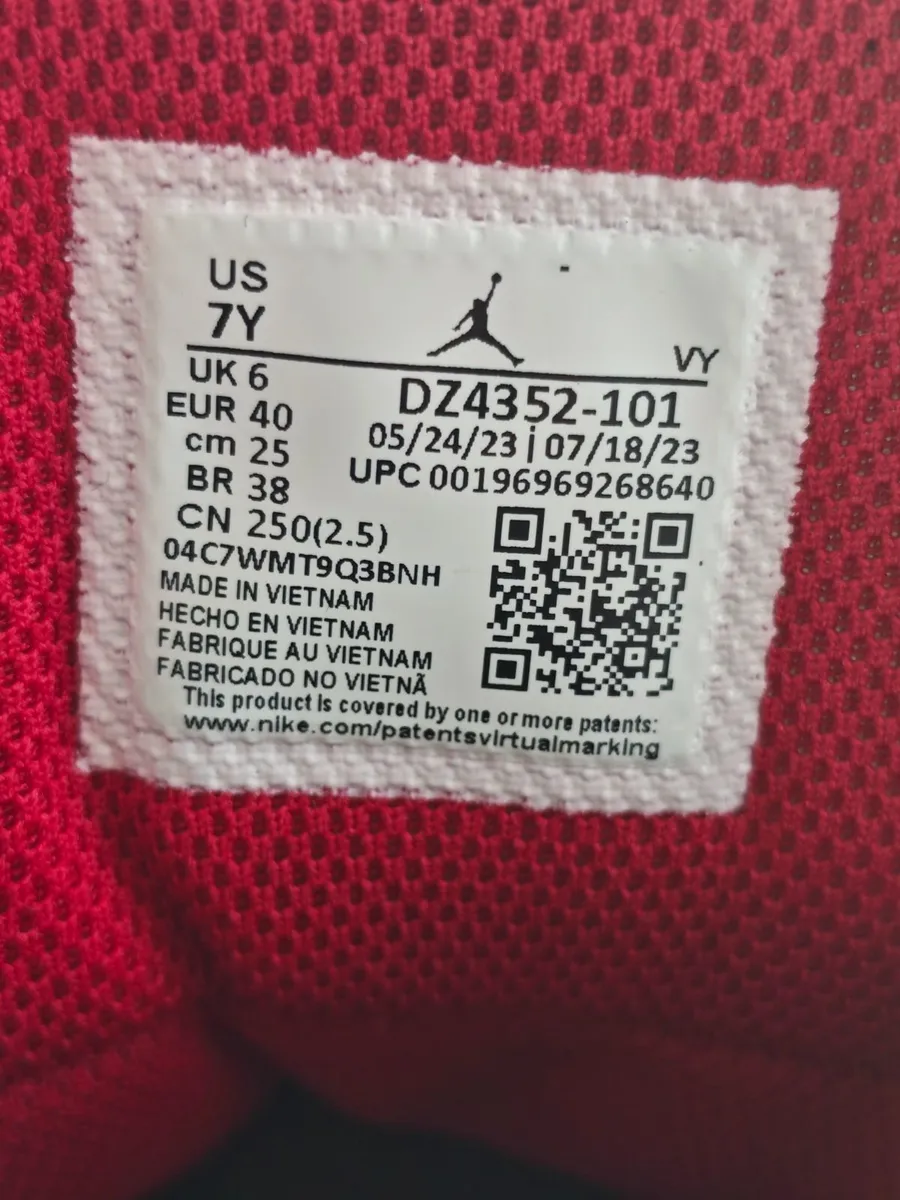 US
7Y
VY
UK 6
EUR 40
cm 25
BR 38
CN 250(2.5)
DZ4352-101
05/24/23 | 07/18/23
UPC 00196969268640
04C7WMT9Q3BNH
MADE IN VIETNAM
HECHO EN VIETNAM
FABRIQUE AU VIETNAM
FABRICADO NO VIETNÃ
This product is covered by one or more patents:
www.nike.com/patentsvirtualmarking